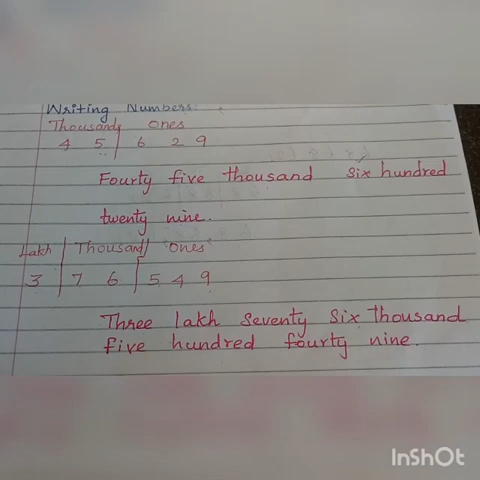 Writing Numbers:
Thousands Ones
4 5 6 2 9
Fourty five thousand six hundred
twenty nine.
Lakh Thousand Ones
3 7 6 5 4 9
Three lakh seventy six thousand
five hundred fourty nine.
InShOt